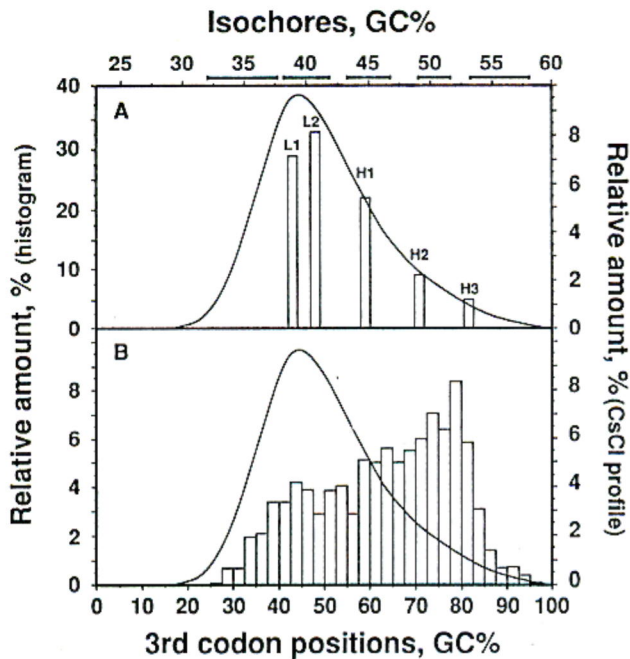 Isochores, GC%
25 30 35 40 45 50 55 60
40
30
20
10
0
A
L1
L2
H1
H2
H3
8
6
4
2
0
Relative amount, % (histogram)
Relative amount, % (CsCl profile)
B
8
6
4
2
0
8
6
4
2
0
0 10 20 30 40 50 60 70 80 90 100
3rd codon positions, GC%